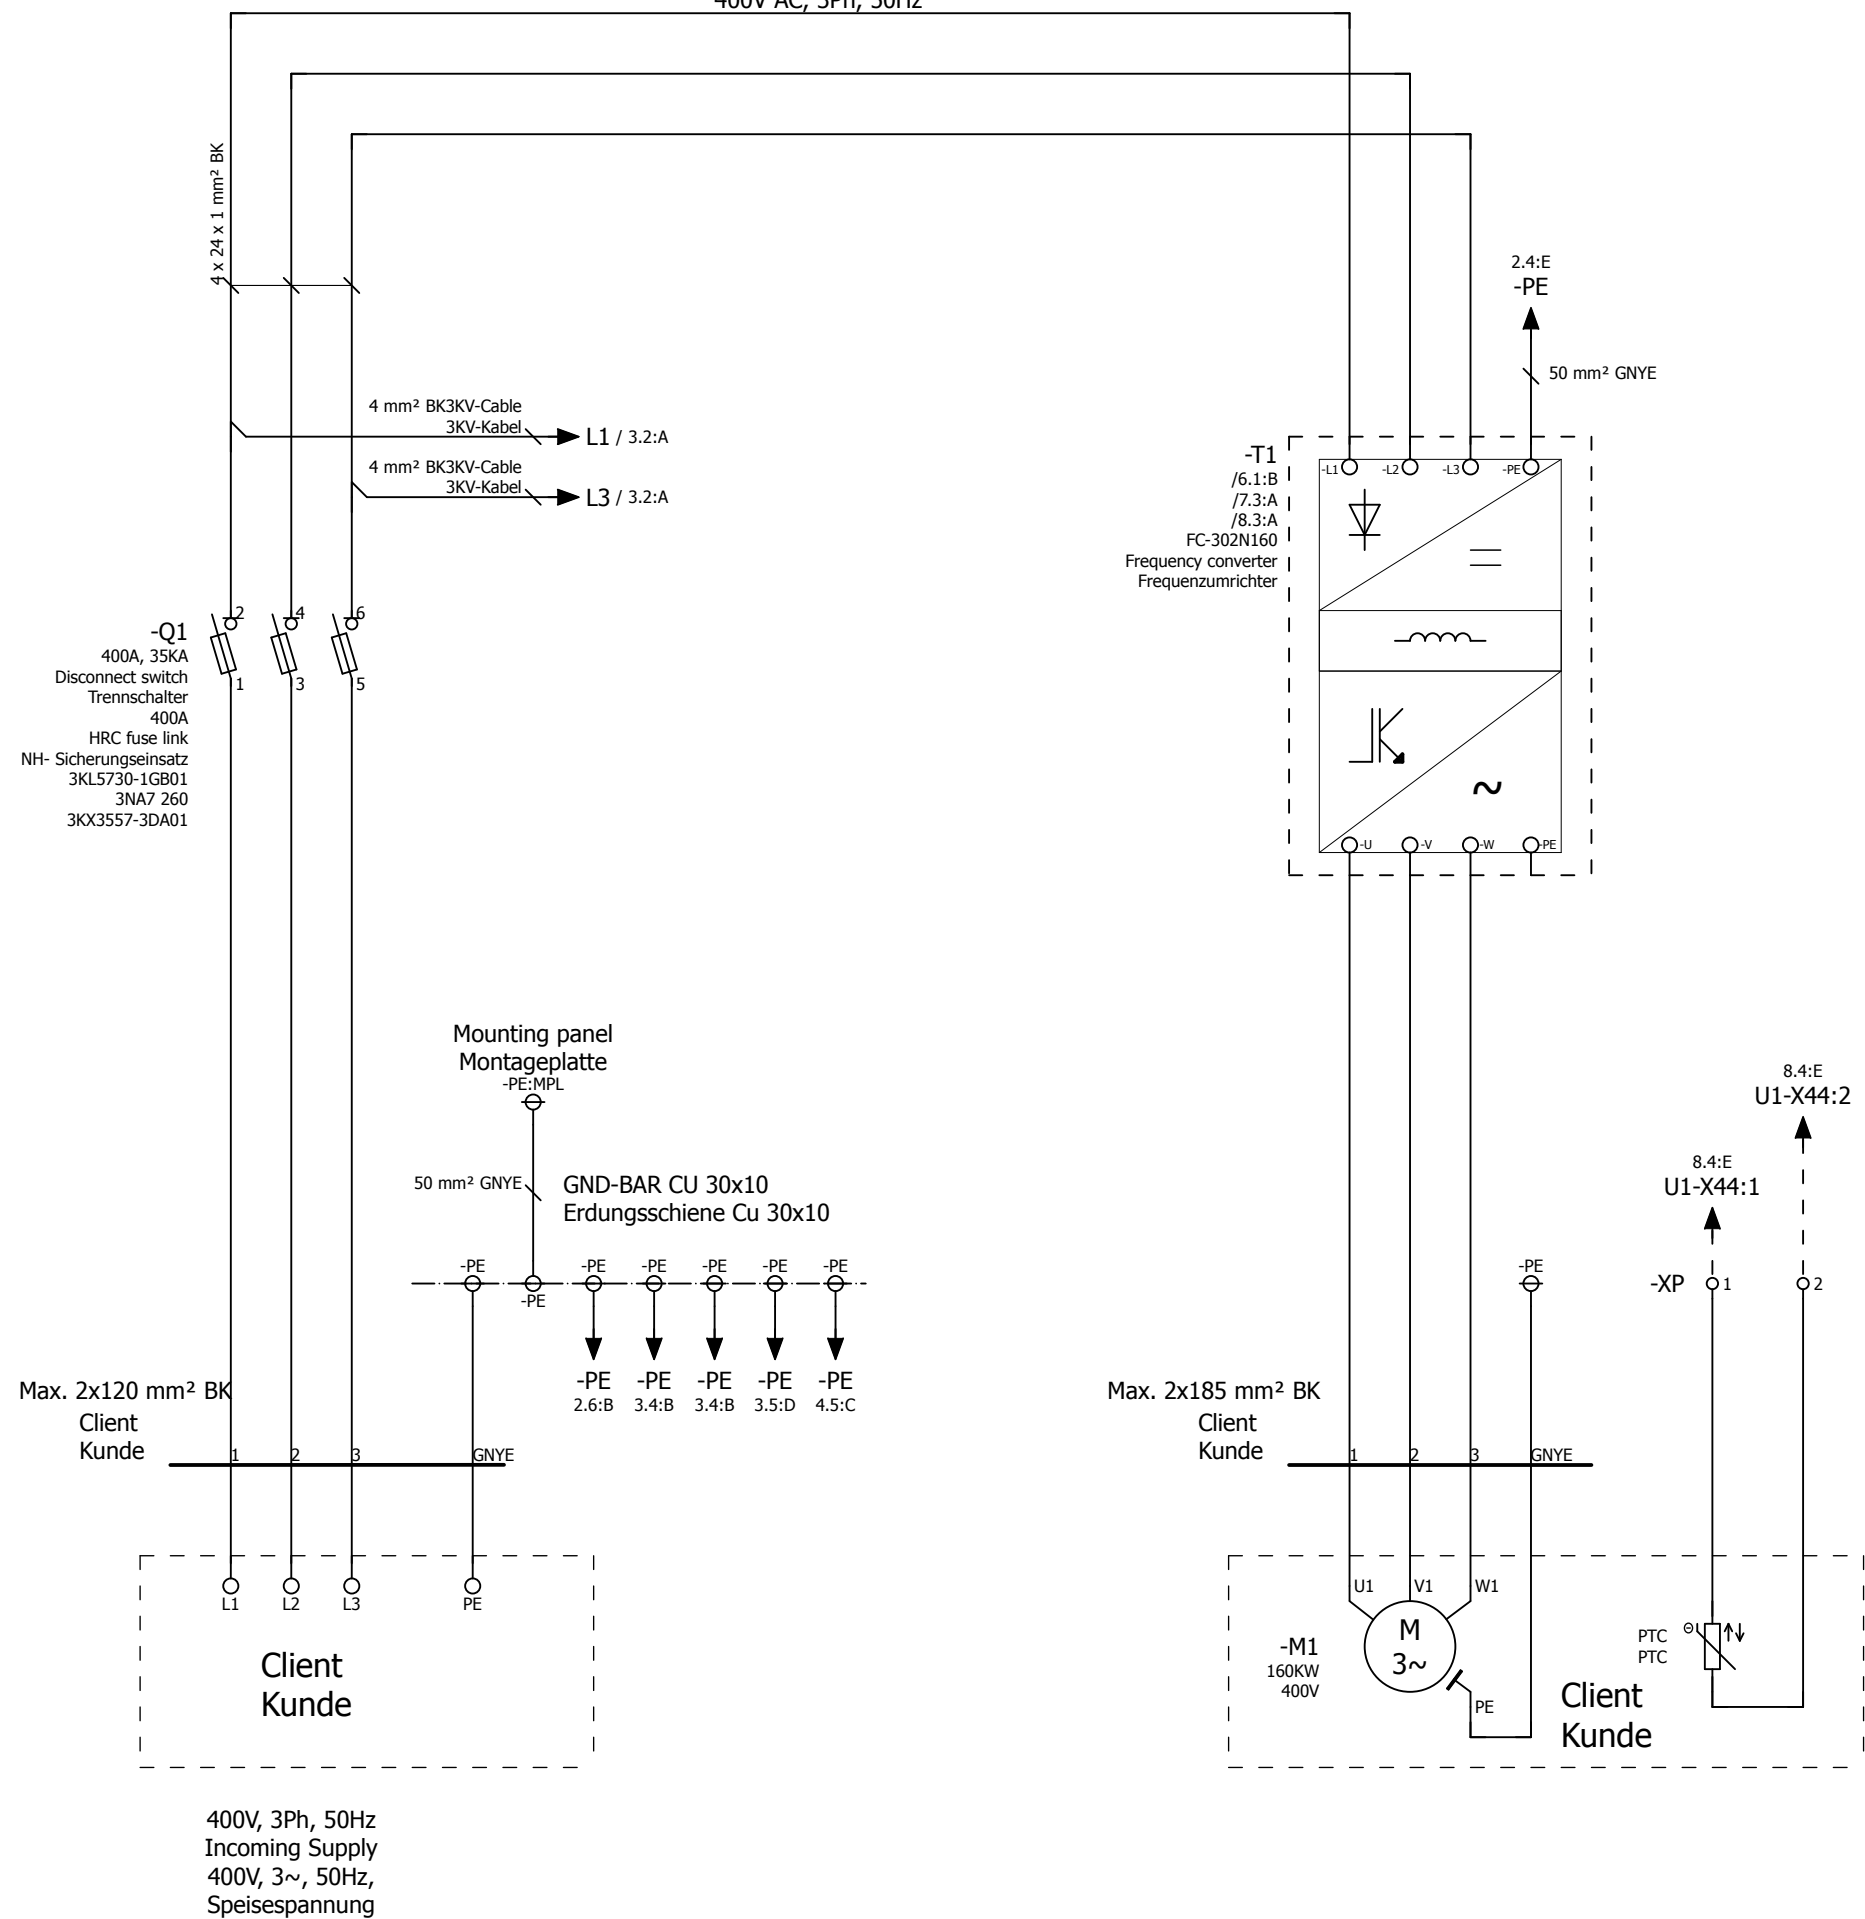 400V AC, 3Ph, 50Hz
4 x 24 x 1 mm² BK
4 mm² BK3KV-Cable
3KV-Kabel
L1 / 3.2:A
4 mm² BK3KV-Cable
3KV-Kabel
L3 / 3.2:A
2.4:E
-PE
50 mm² GNYE
-T1
/6.1:B
/7.3:A
/8.3:A
FC-302N160
Frequency converter
Frequenzumrichter
-L1 -L2 -L3 -PE
-U -V -W -PE
2 4 6
-Q1
400A, 35KA
Disconnect switch
Trennschalter
400A
HRC fuse link
NH- Sicherungseinsatz
3KL5730-1GB01
3NA7 260
3KX3557-3DA01
1 3 5
Mounting panel
Montageplatte
-PE:MPL
50 mm² GNYE
GND-BAR CU 30x10
Erdungsschiene Cu 30x10
-PE -PE -PE -PE -PE -PE
-PE
-PE -PE -PE -PE -PE
2.6:B 3.4:B 3.4:B 3.5:D 4.5:C
Max. 2x120 mm² BK
Client
Kunde
1 2 3 GNYE
L1 L2 L3 PE
Client
Kunde
400V, 3Ph, 50Hz
Incoming Supply
400V, 3~, 50Hz,
Speisespannung
8.4:E
U1-X44:2
8.4:E
U1-X44:1
-PE
-XP 1 2
Max. 2x185 mm² BK
Client
Kunde
1 2 3 GNYE
U1 V1 W1
M
3~
-M1
160KW
400V
PE
PTC
PTC
Client
Kunde